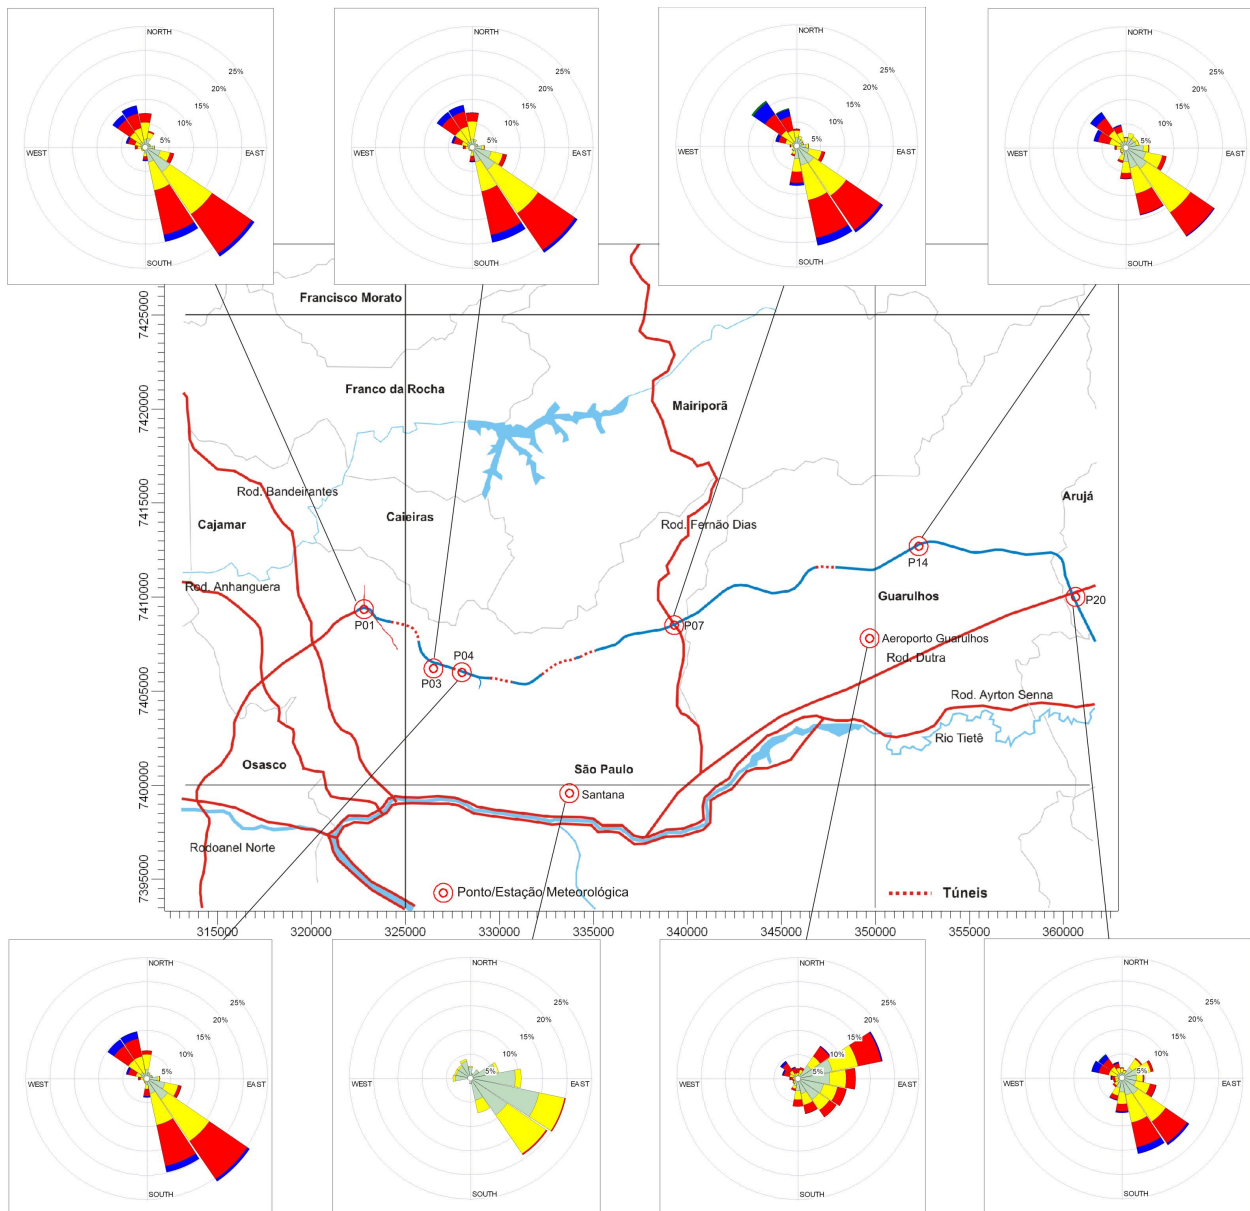 NORTH
25%
20%
15%
10%
5%
WEST
EAST
SOUTH
NORTH
25%
20%
15%
10%
5%
WEST
EAST
SOUTH
NORTH
25%
20%
15%
10%
5%
WEST
EAST
SOUTH
NORTH
25%
20%
15%
10%
5%
WEST
EAST
SOUTH
7425000
7420000
7415000
7410000
7405000
7400000
7395000
Francisco Morato
Franco da Rocha
Mairiporã
Rod. Bandeirantes
Cajamar
Caieiras
Rod. Fernão Dias
Arujá
Rod. Anhanguera
P14
Guarulhos
P20
P01
P07
Aeroporto Guarulhos
P04
P03
Rod. Dutra
Rod. Ayrton Senna
Rio Tietê
Osasco
São Paulo
Santana
Rodoanel Norte
Ponto/Estação Meteorológica
Túneis
315000
320000
325000
330000
335000
340000
345000
350000
355000
360000
NORTH
25%
20%
15%
10%
5%
WEST
EAST
SOUTH
NORTH
25%
20%
15%
10%
5%
WEST
EAST
SOUTH
NORTH
25%
20%
15%
10%
5%
WEST
EAST
SOUTH
NORTH
25%
20%
15%
10%
5%
WEST
EAST
SOUTH